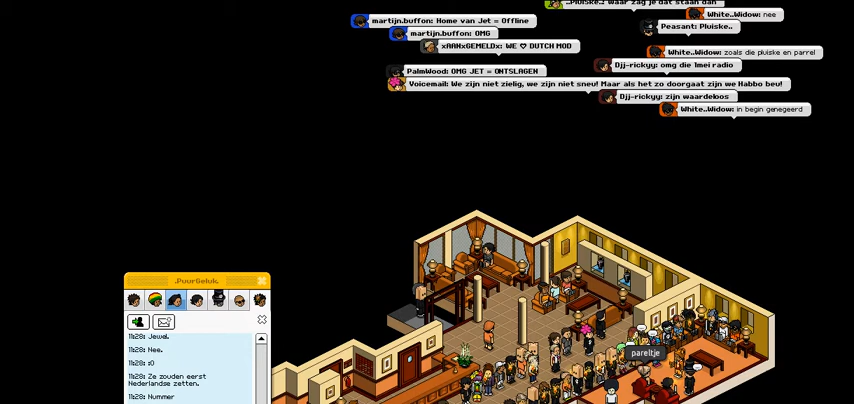 ..Pluiske..: waar zag je dat staan dan
White..Widow: nee
martijn.buffon: Home van Jet = Offline
Peasant: Pluiske..
martijn.buffon: OMG
xAANxGEMELDx: WE ♡ DUTCH MOD
White..Widow: zoals die pluiske en parrel
Djj-rickyy: omg die 1mei radio
PalmWood: OMG JET = ONTSLAGEN
Voicemail: We zijn niet zielig, we zijn niet sneu! Maar als het zo doorgaat zijn we Habbo beu!
Djj-rickyy: zijn waardeloos
White..Widow: in begin genegeerd
.PuurGeluk.
11:28: Jewel.
11:28: Nee.
11:28: :O
11:28: Ze zouden eerst
Nederlandse zetten.
11:28: Nummer
pareltje